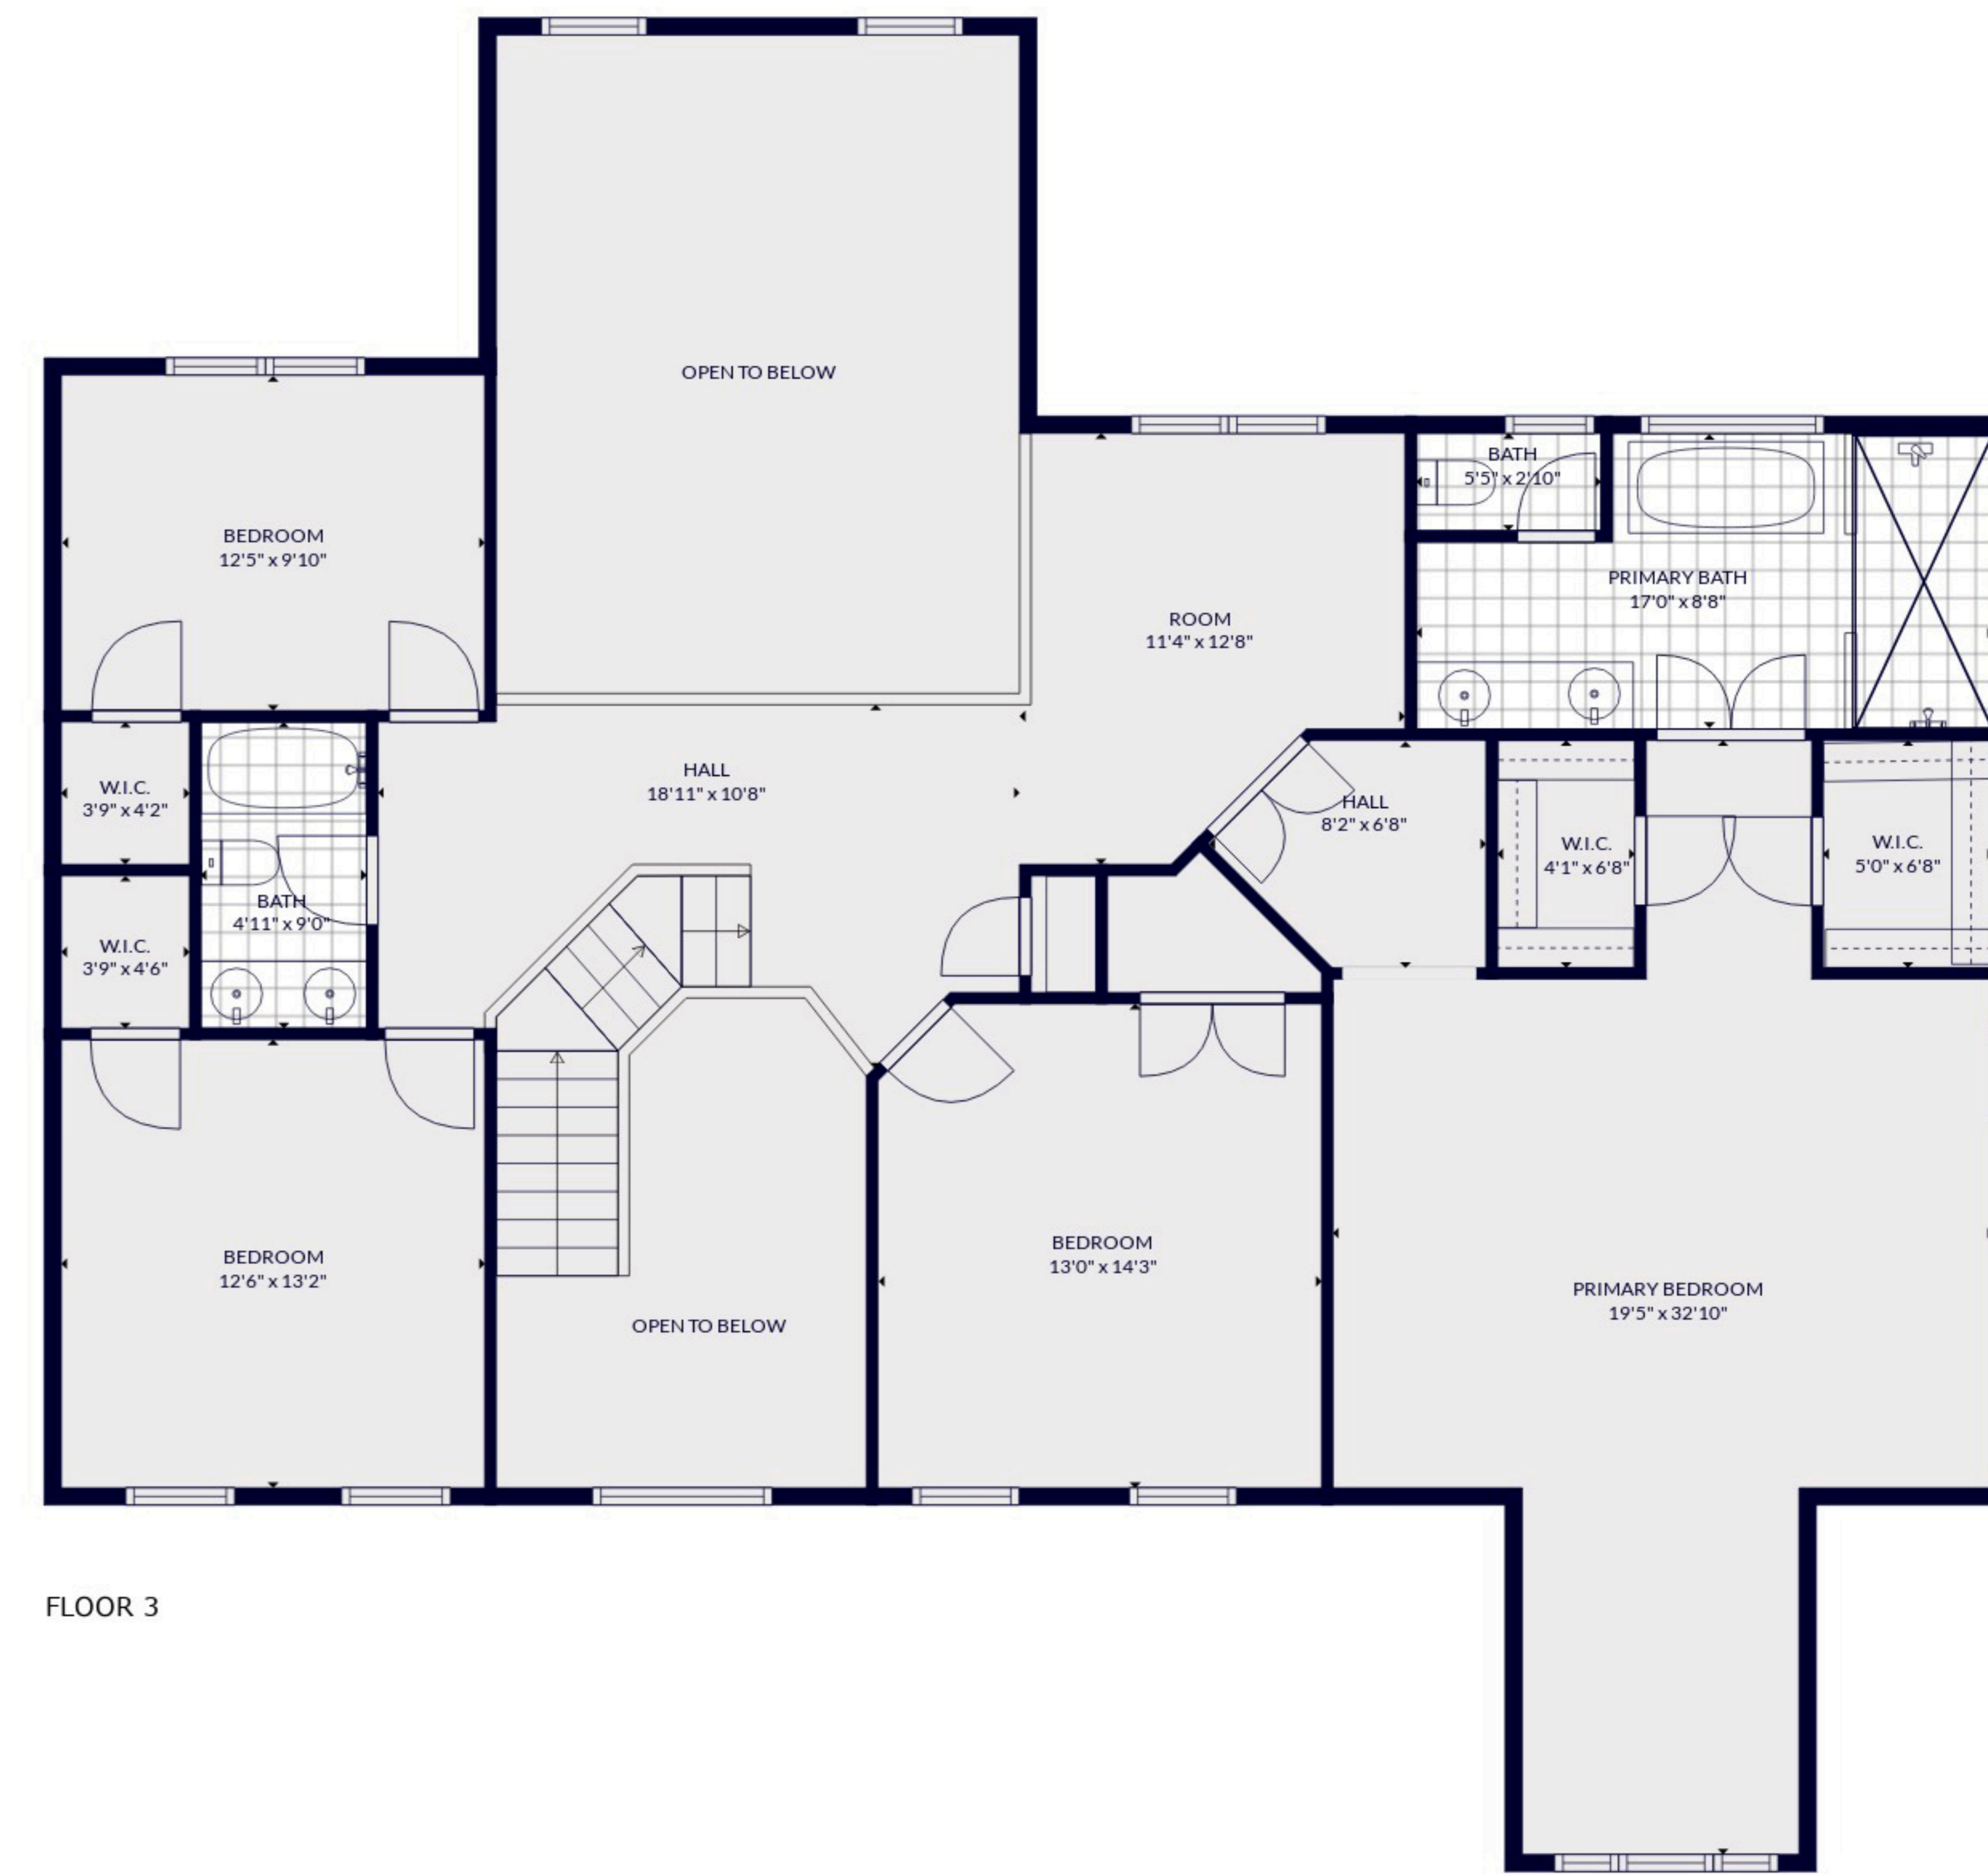 OPEN TO BELOW
BEDROOM
12'5" x 9'10"
BATH
5'5" x 2'10"
PRIMARY BATH
17'0" x 8'8"
ROOM
11'4" x 12'8"
W.I.C.
3'9" x 4'2"
HALL
18'11" x 10'8"
HALL
8'2" x 6'8"
W.I.C.
4'1" x 6'8"
W.I.C.
5'0" x 6'8"
BATH
4'11" x 9'0"
W.I.C.
3'9" x 4'6"
BEDROOM
12'6" x 13'2"
OPEN TO BELOW
BEDROOM
13'0" x 14'3"
PRIMARY BEDROOM
19'5" x 32'10"
FLOOR 3